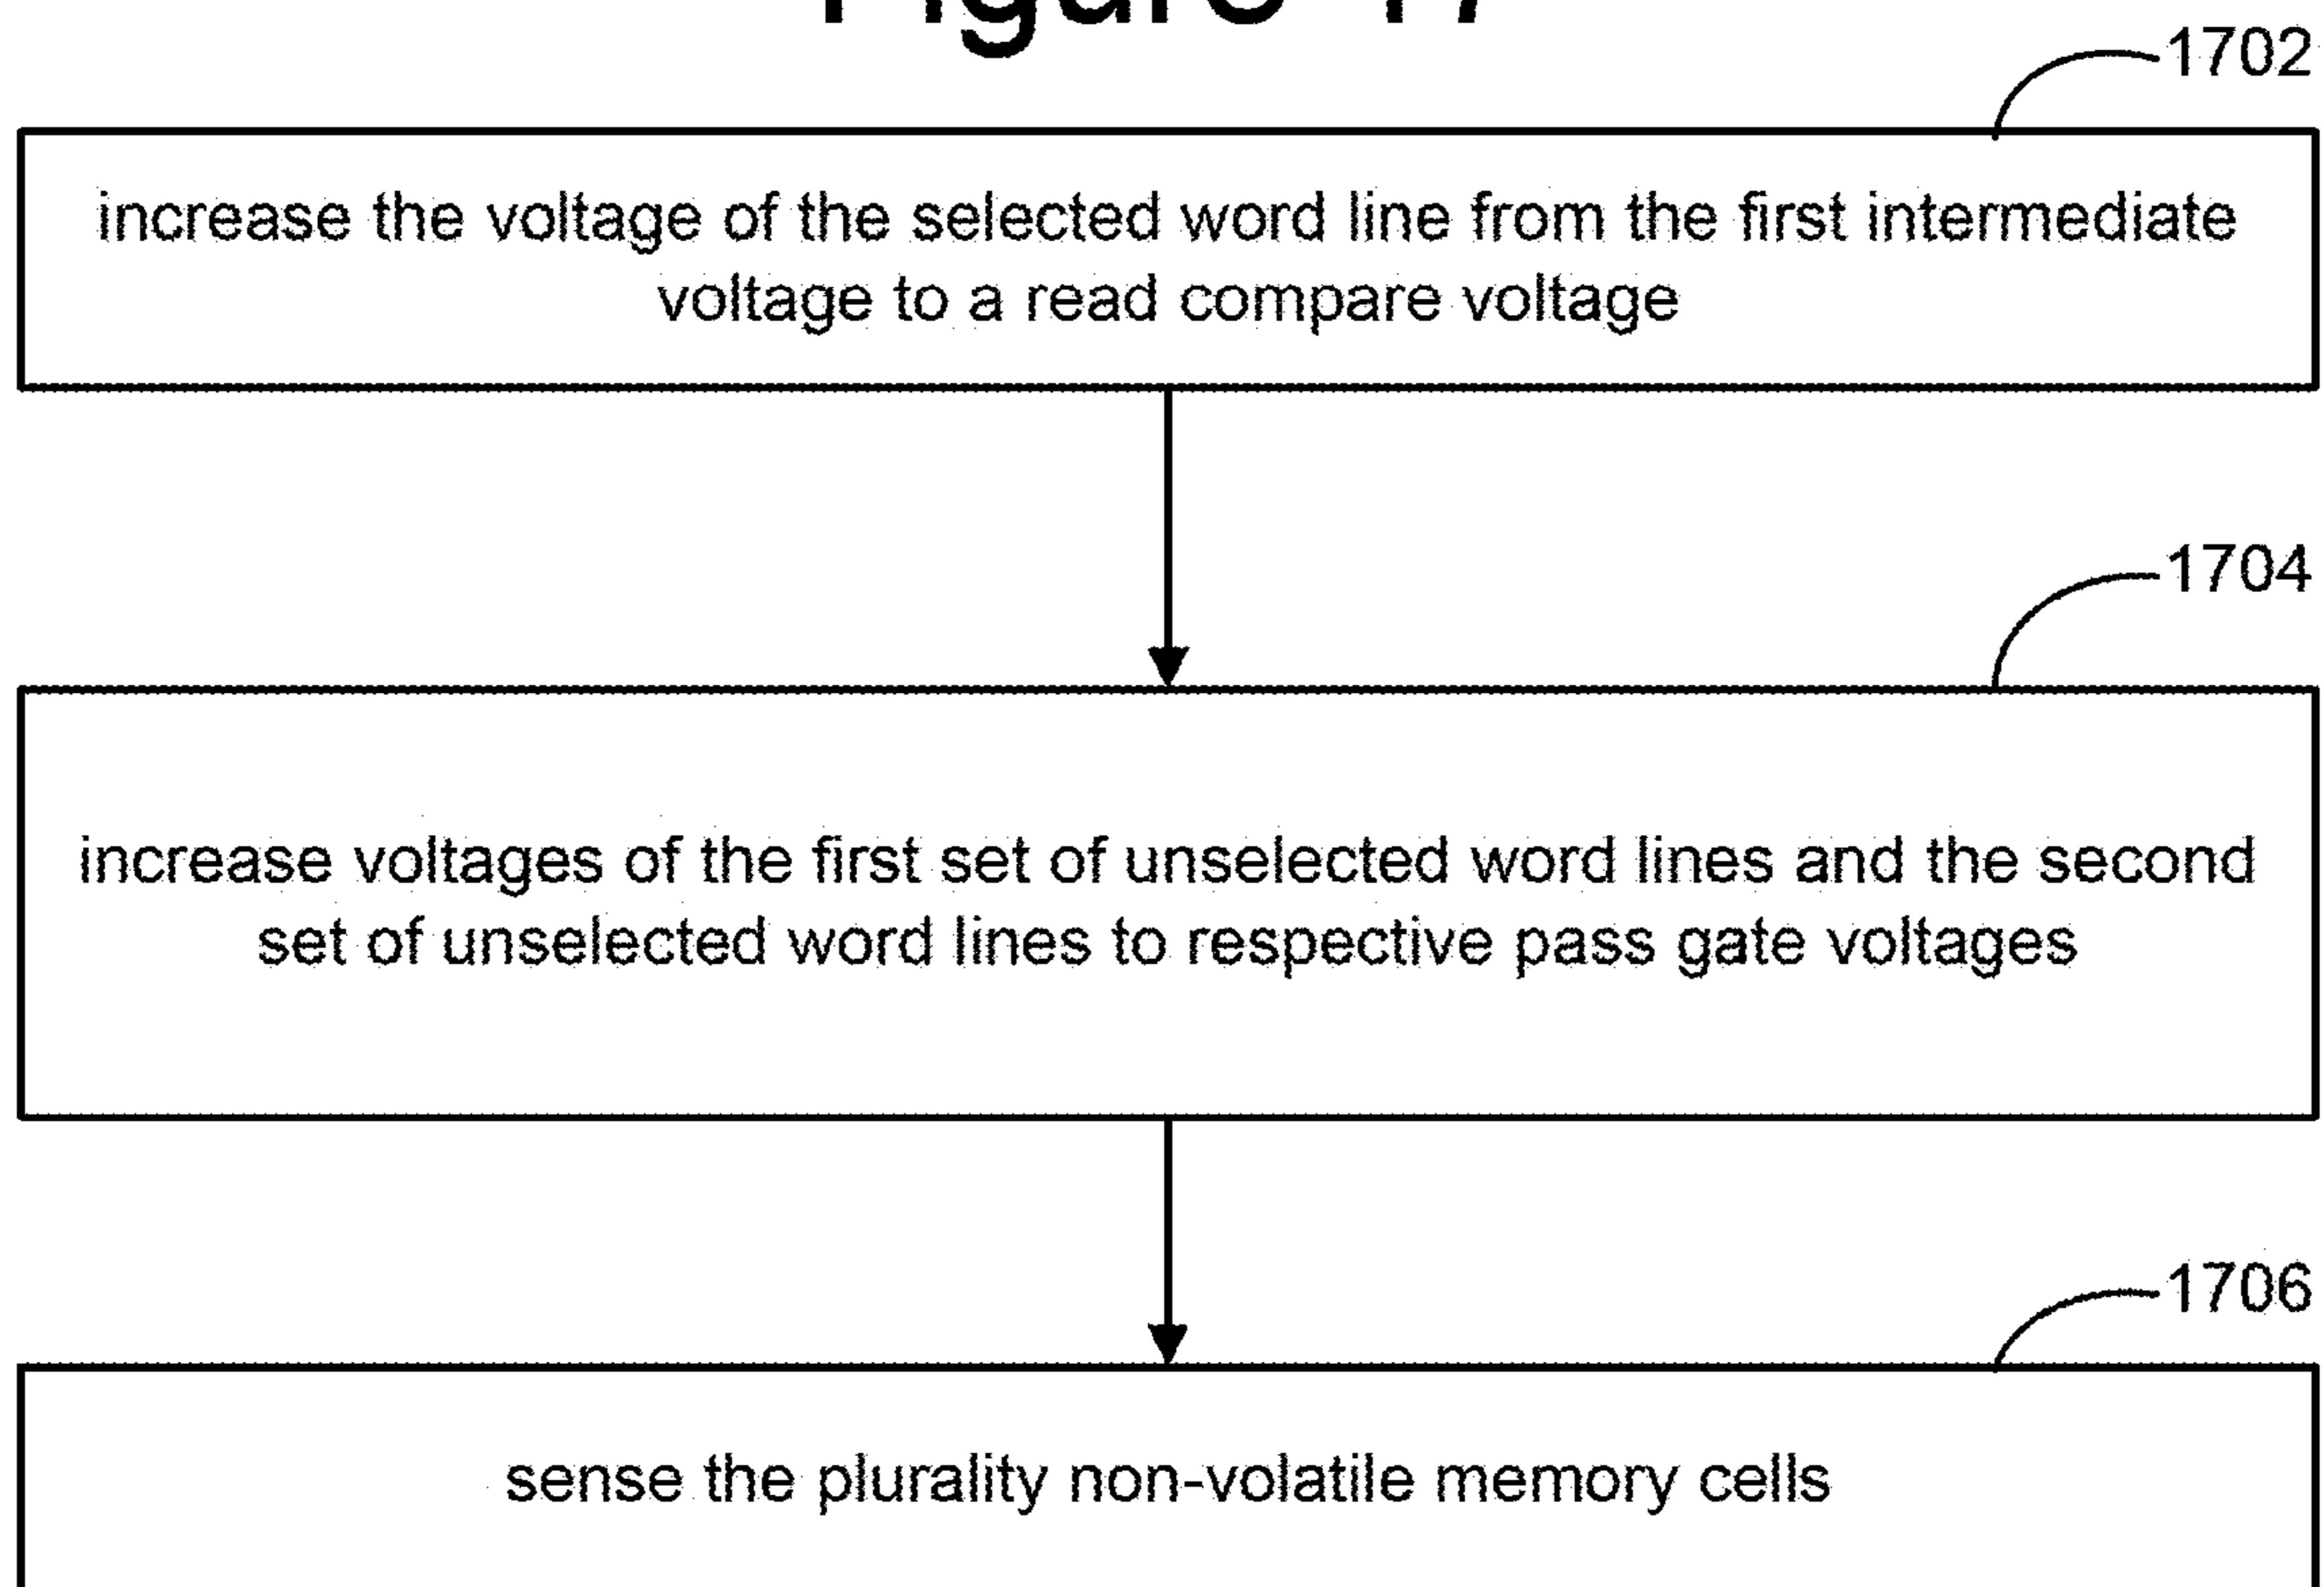 Figure 17
1702
increase the voltage of the selected word line from the first intermediate
voltage to a read compare voltage
1704
increase voltages of the first set of unselected word lines and the second
set of unselected word lines to respective pass gate voltages
1706
sense the plurality non-volatile memory cells